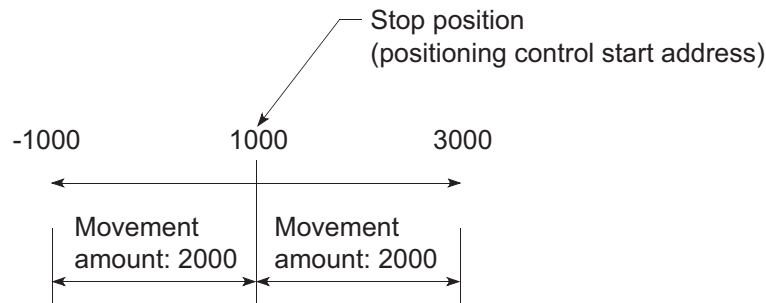 Stop position
(positioning control start address)
-1000
1000
3000
Movement
amount: 2000
Movement
amount: 2000